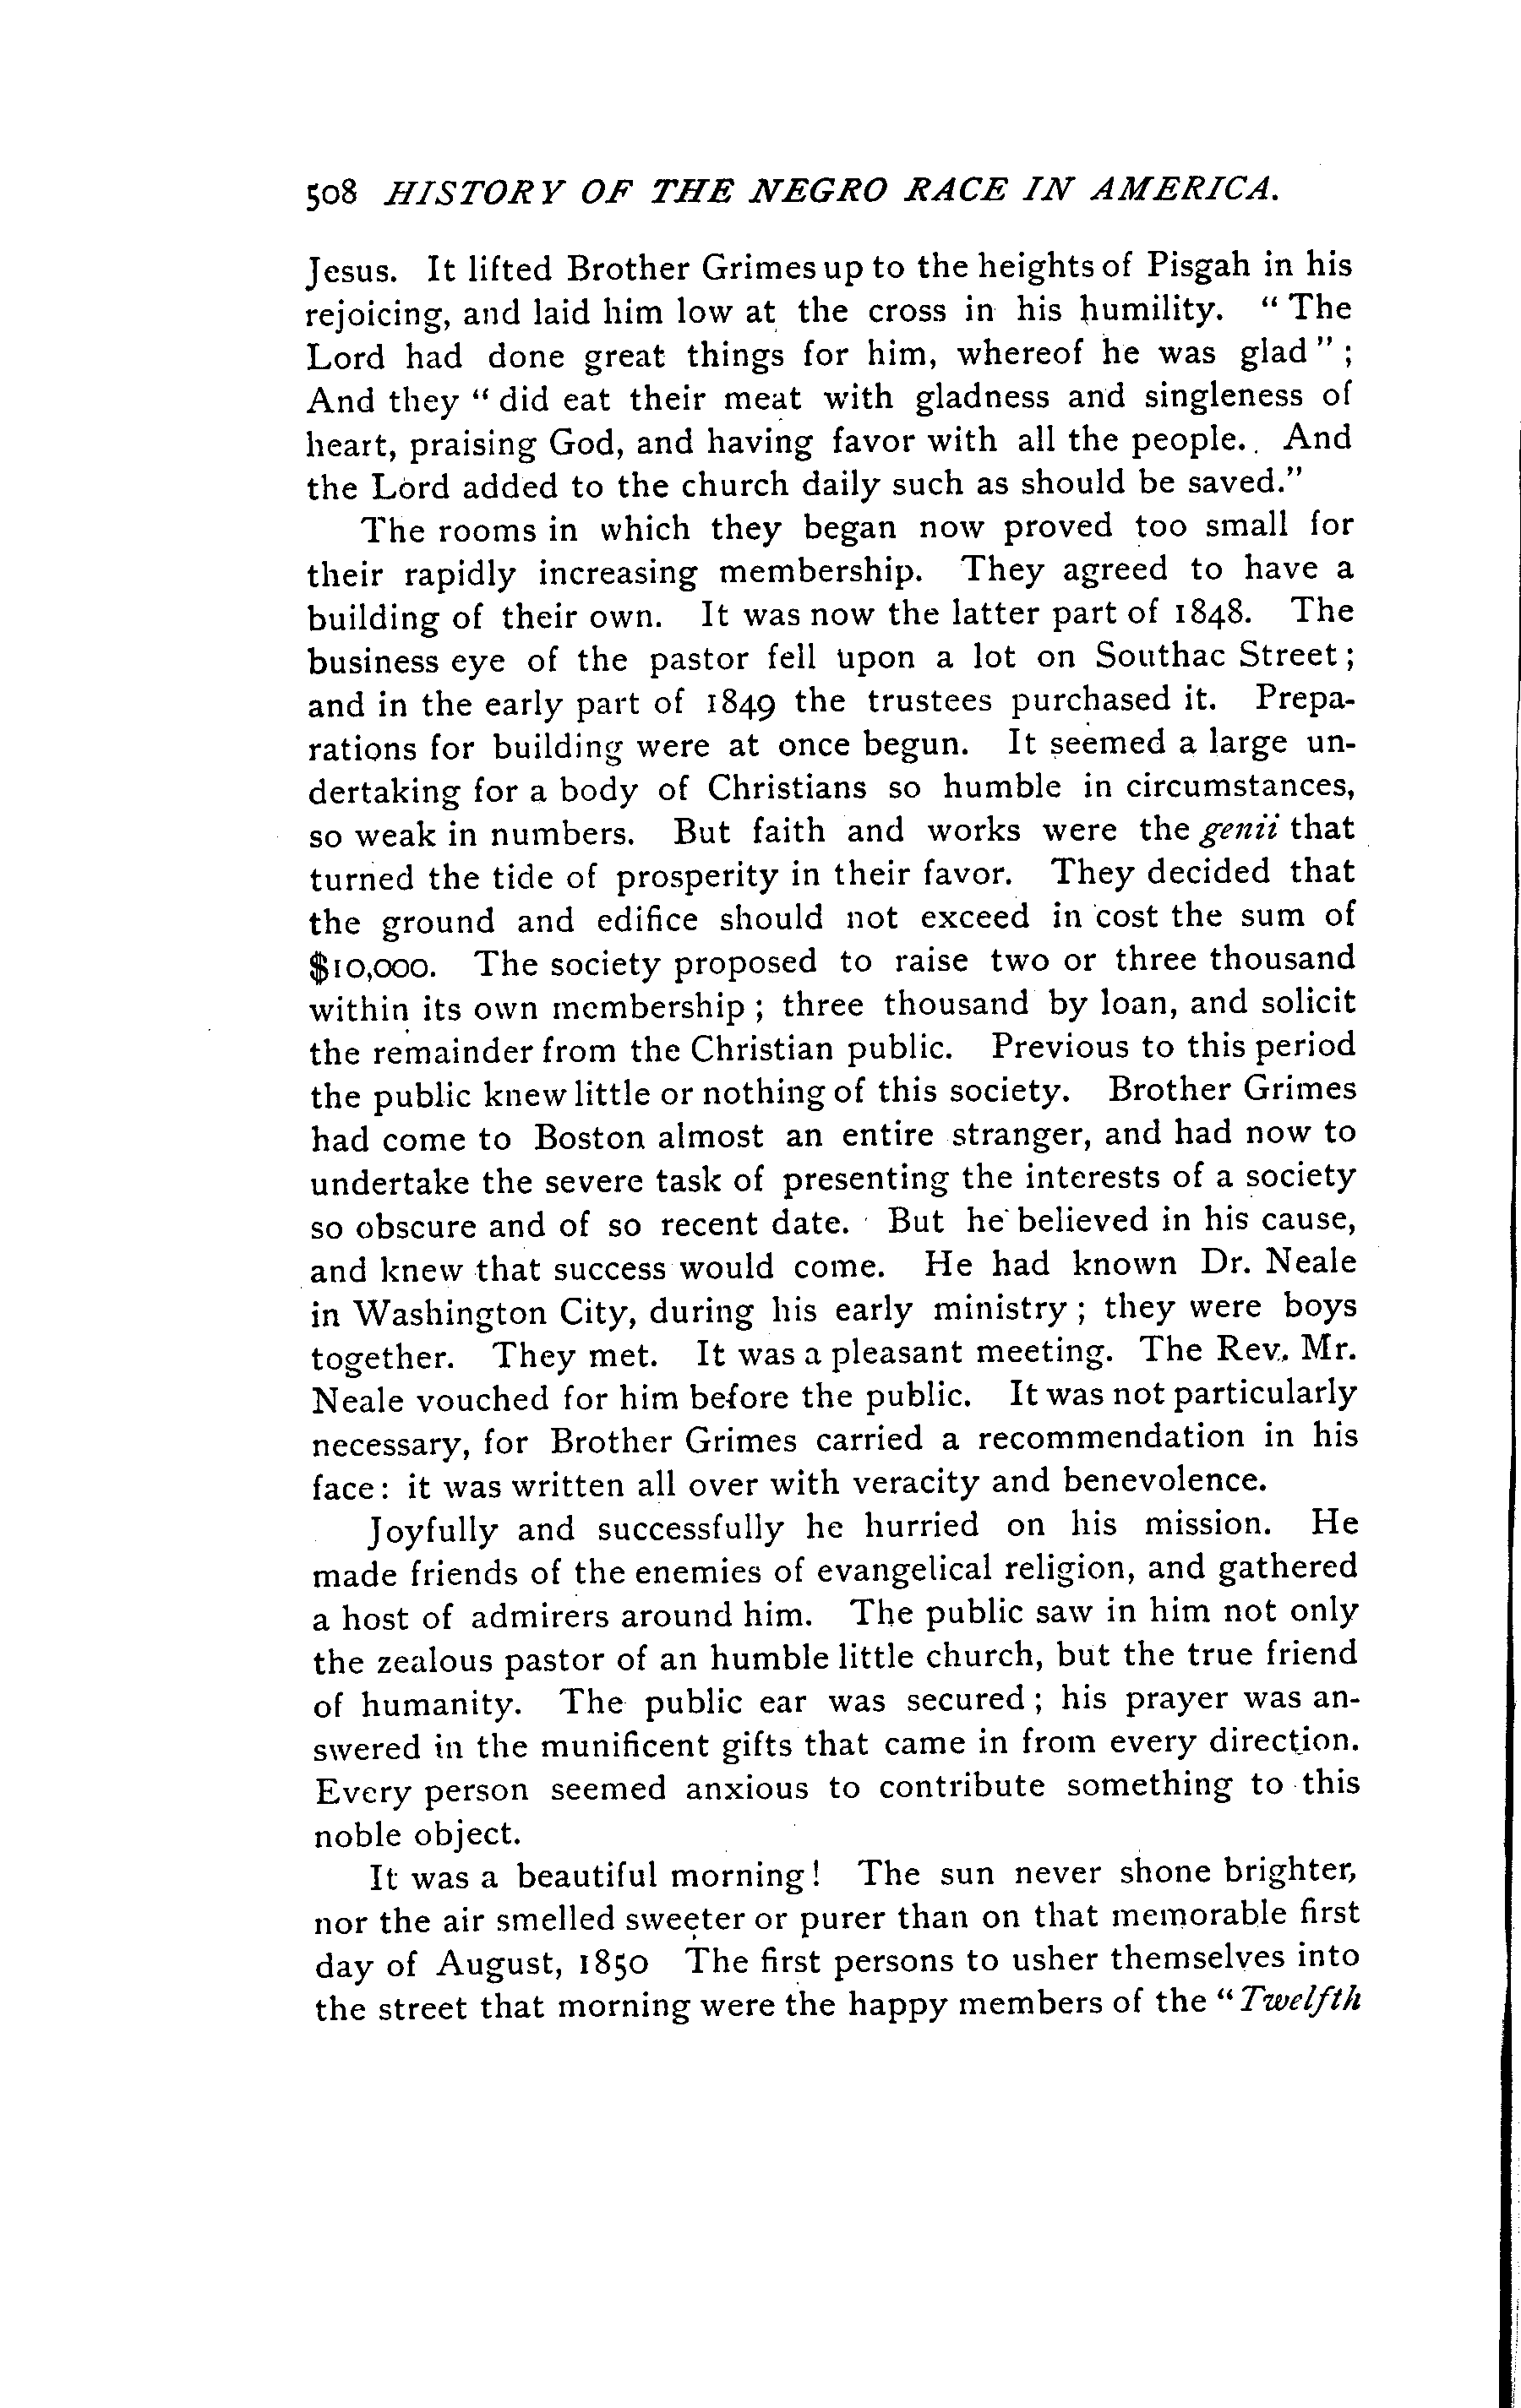 508 HISTORY OF THE NEGRO RACE IN AMERICA.
Jesus. It lifted Brother Grimes up to the heights of Pisgah in his
rejoicing, and laid him low at the cross in his humility. " The
Lord had done great things for him, whereof he was glad " ;
And they " did eat their meat with gladness and singleness of
heart, praising God, and having favor with all the people. And
the Lord added to the church daily such as should be saved."
The rooms in which they began now proved too small for
their rapidly increasing membership. They agreed to have a
building of their own. It was now the latter part of 1848. The
business eye of the pastor fell upon a lot on Southac Street ;
and in the early part of 1849 the trustees purchased it. Prepa-
rations for building were at once begun. It seemed a large un-
dertaking for a body of Christians so humble in circumstances,
so weak in numbers. But faith and works were the genii that
turned the tide of prosperity in their favor. They decided that
the ground and edifice should not exceed in cost the sum of
$10,000. The society proposed to raise two or three thousand
within its own membership ; three thousand by loan, and solicit
the remainder from the Christian public. Previous to this period
the public knew little or nothing of this society. Brother Grimes
had come to Boston almost an entire stranger, and had now to
undertake the severe task of presenting the interests of a society
so obscure and of so recent date. But he believed in his cause,
and knew that success would come. He had known Dr. Neale
in Washington City, during his early ministry ; they were boys
together. They met. It was a pleasant meeting. The Rev. Mr.
Neale vouched for him before the public. It was not particularly
necessary, for Brother Grimes carried a recommendation in his
face : it was written all over with veracity and benevolence.
Joyfully and successfully he hurried on his mission. He
made friends of the enemies of evangelical religion, and gathered
a host of admirers around him. The public saw in him not only
the zealous pastor of an humble little church, but the true friend
of humanity. The public ear was secured ; his prayer was an-
swered in the munificent gifts that came in from every direction.
Every person seemed anxious to contribute something to this
noble object.
It was a beautiful morning ! The sun never shone brighter,
nor the air smelled sweeter or purer than on that memorable first
day of August, 1850 The first persons to usher themselves into
the street that morning were the happy members of the " Twelfth